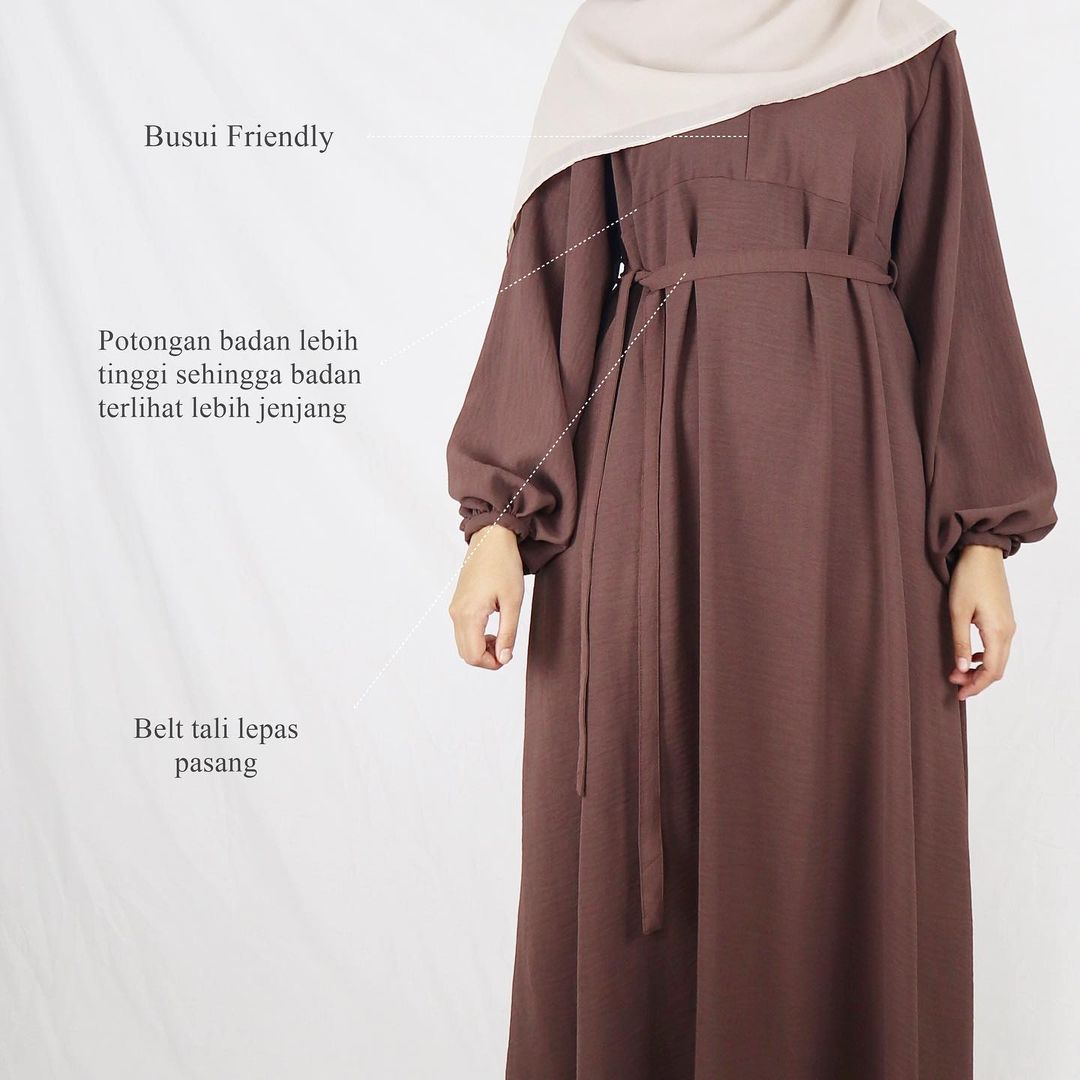 Busui Friendly
Potongan badan lebih
tinggi sehingga badan
terlihat lebih jenjang
Belt tali lepas
pasang